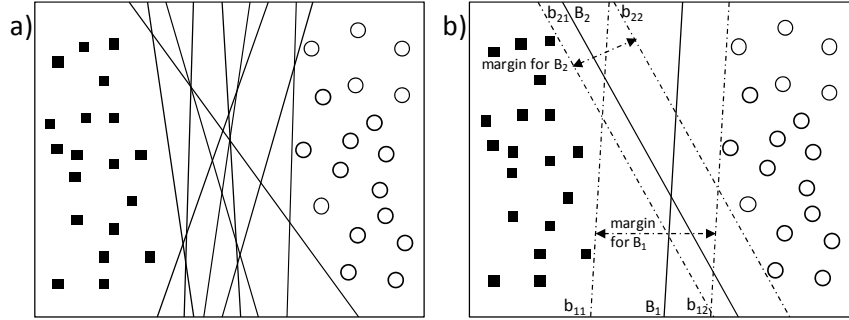 a)
b)
b21 B2
b22
margin for B2
margin
for B1
b11
B1
b12